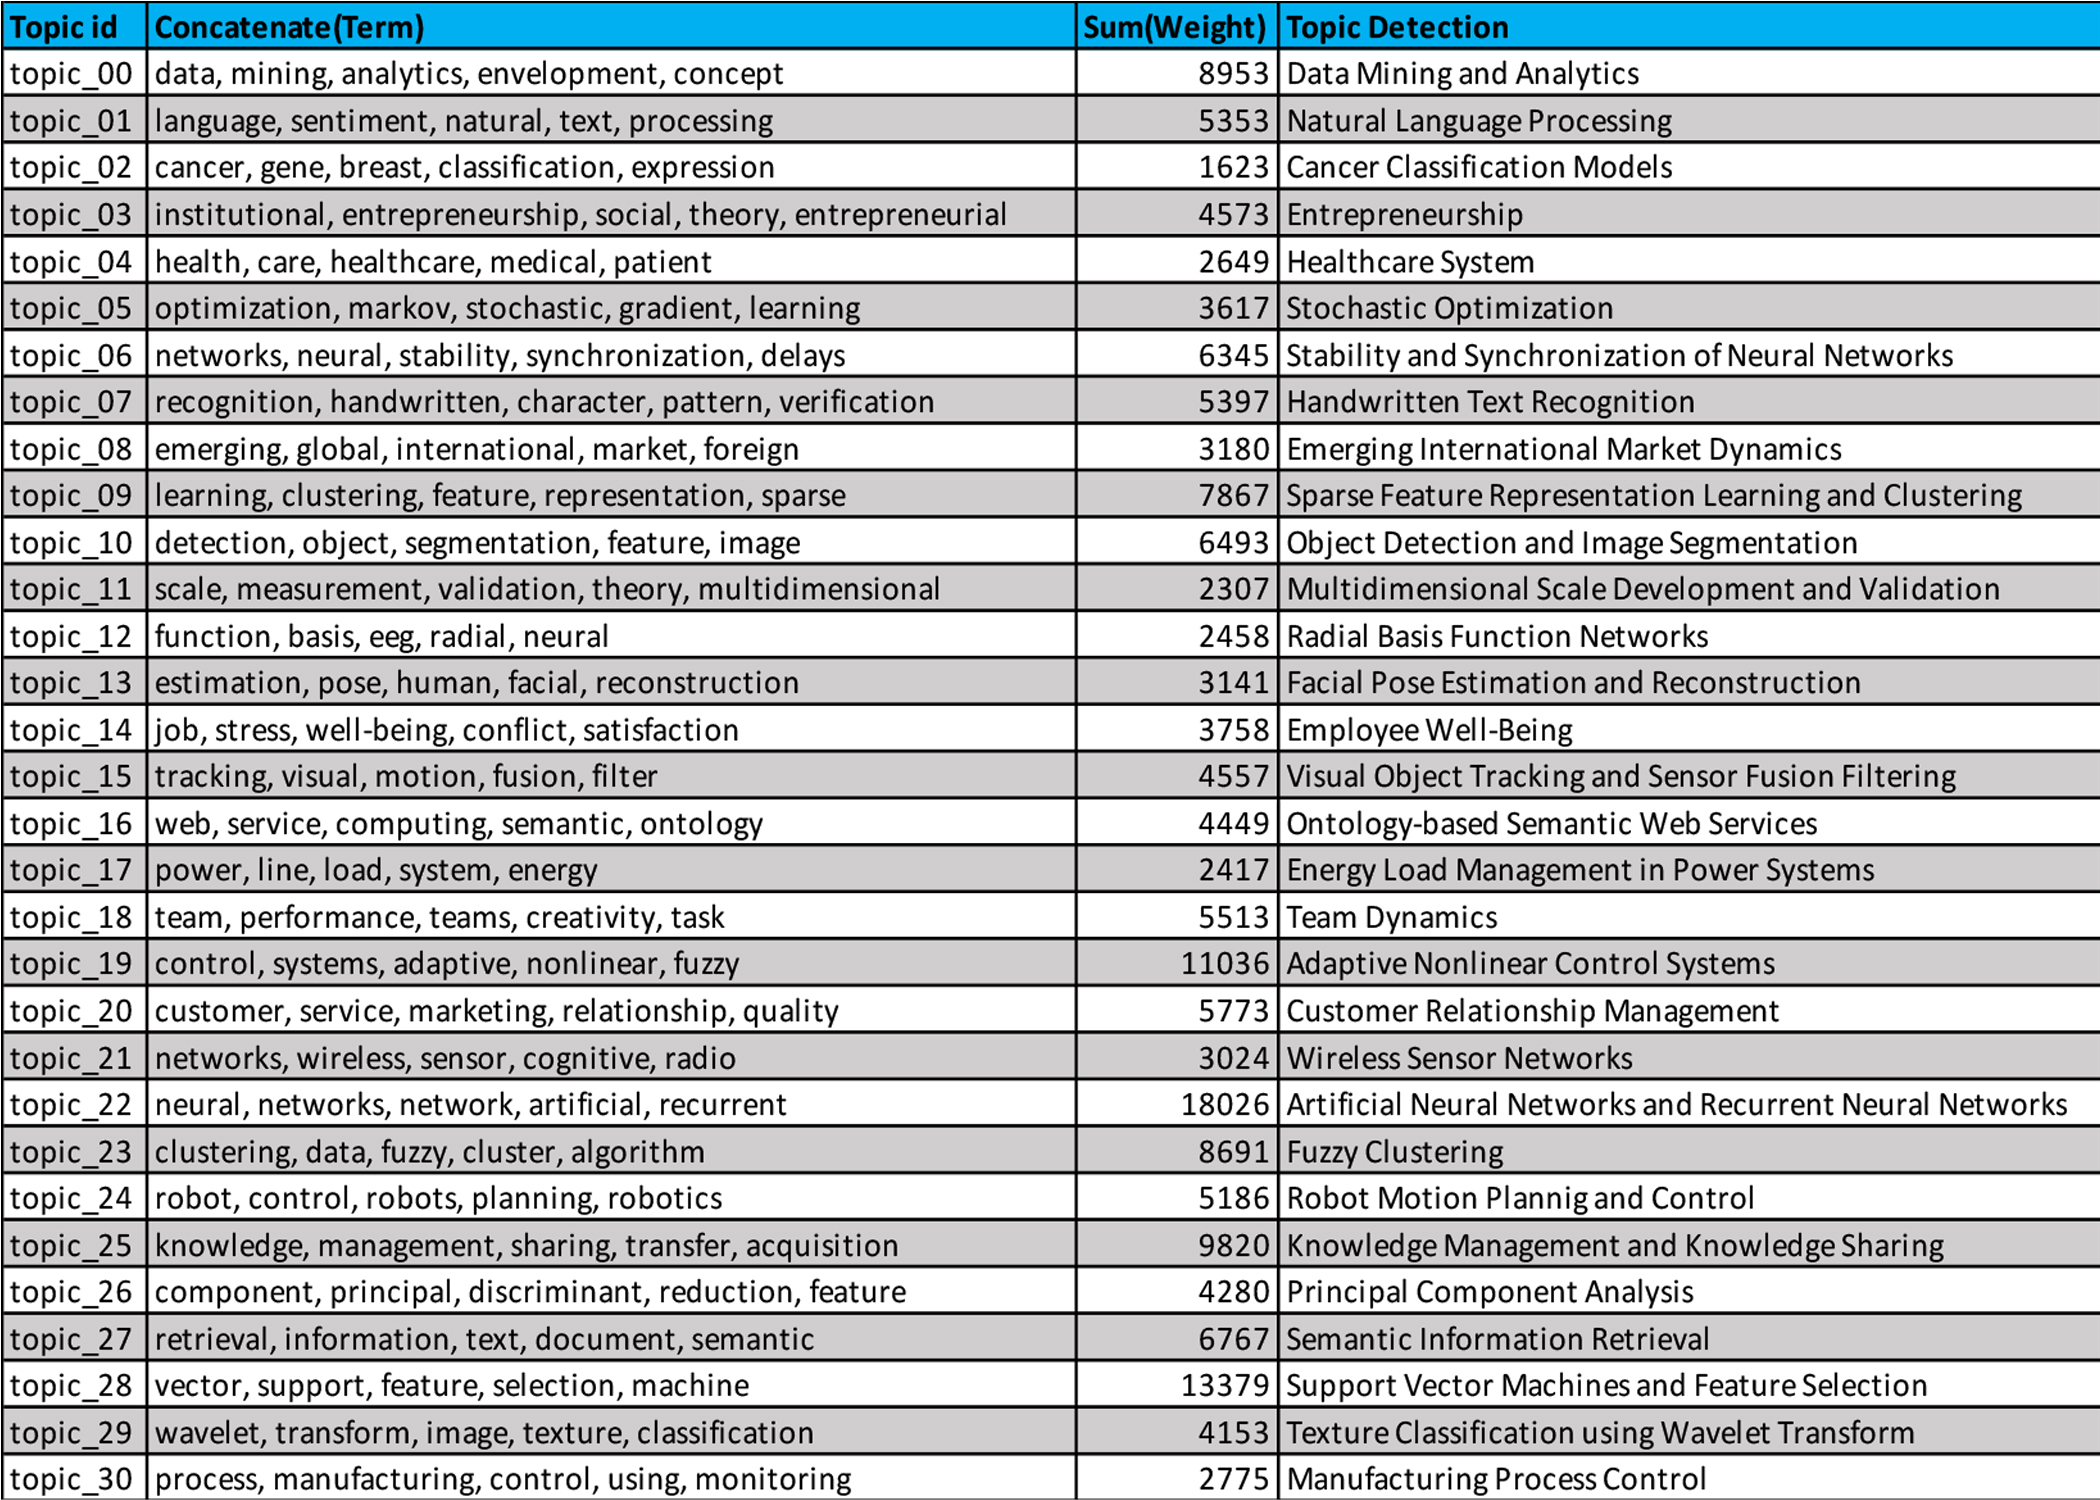 Topic id Concatenate(Term) Sum(Weight) Topic Detection
topic_00 data, mining, analytics, envelopment, concept 8953 Data Mining and Analytics
topic_01 language, sentiment, natural, text, processing 5353 Natural Language Processing
topic_02 cancer, gene, breast, classification, expression 1623 Cancer Classification Models
topic_03 institutional, entrepreneurship, social, theory, entrepreneurial 4573 Entrepreneurship
topic_04 health, care, healthcare, medical, patient 2649 Healthcare System
topic_05 optimization, markov, stochastic, gradient, learning 3617 Stochastic Optimization
topic_06 networks, neural, stability, synchronization, delays 6345 Stability and Synchronization of Neural Networks
topic_07 recognition, handwritten, character, pattern, verification 5397 Handwritten Text Recognition
topic_08 emerging, global, international, market, foreign 3180 Emerging International Market Dynamics
topic_09 learning, clustering, feature, representation, sparse 7867 Sparse Feature Representation Learning and Clustering
topic_10 detection, object, segmentation, feature, image 6493 Object Detection and Image Segmentation
topic_11 scale, measurement, validation, theory, multidimensional 2307 Multidimensional Scale Development and Validation
topic_12 function, basis, eeg, radial, neural 2458 Radial Basis Function Networks
topic_13 estimation, pose, human, facial, reconstruction 3141 Facial Pose Estimation and Reconstruction
topic_14 job, stress, well-being, conflict, satisfaction 3758 Employee Well-Being
topic_15 tracking, visual, motion, fusion, filter 4557 Visual Object Tracking and Sensor Fusion Filtering
topic_16 web, service, computing, semantic, ontology 4449 Ontology-based Semantic Web Services
topic_17 power, line, load, system, energy 2417 Energy Load Management in Power Systems
topic_18 team, performance, teams, creativity, task 5513 Team Dynamics
topic_19 control, systems, adaptive, nonlinear, fuzzy 11036 Adaptive Nonlinear Control Systems
topic_20 customer, service, marketing, relationship, quality 5773 Customer Relationship Management
topic_21 networks, wireless, sensor, cognitive, radio 3024 Wireless Sensor Networks
topic_22 neural, networks, network, artificial, recurrent 18026 Artificial Neural Networks and Recurrent Neural Networks
topic_23 clustering, data, fuzzy, cluster, algorithm 8691 Fuzzy Clustering
topic_24 robot, control, robots, planning, robotics 5186 Robot Motion Plannig and Control
topic_25 knowledge, management, sharing, transfer, acquisition 9820 Knowledge Management and Knowledge Sharing
topic_26 component, principal, discriminant, reduction, feature 4280 Principal Component Analysis
topic_27 retrieval, information, text, document, semantic 6767 Semantic Information Retrieval
topic_28 vector, support, feature, selection, machine 13379 Support Vector Machines and Feature Selection
topic_29 wavelet, transform, image, texture, classification 4153 Texture Classification using Wavelet Transform
topic_30 process, manufacturing, control, using, monitoring 2775 Manufacturing Process Control